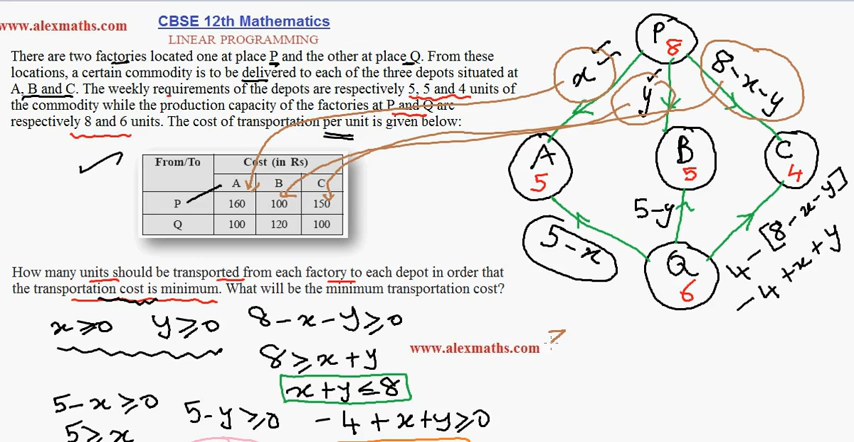 www.alexmaths.com
CBSE 12th Mathematics
LINEAR PROGRAMMING
There are two factories located one at place P and the other at place Q. From these
locations, a certain commodity is to be delivered to each of the three depots situated at
A, B and C. The weekly requirements of the depots are respectively 5, 5 and 4 units of
the commodity while the production capacity of the factories at P and Q are
respectively 8 and 6 units. The cost of transportation per unit is given below:
From/To Cost (in Rs)
A B C
P 160 100 150
Q 100 120 100
How many units should be transported from each factory to each depot in order that
the transportation cost is minimum. What will be the minimum transportation cost?
P
8
x
y
8-x-y
A
5
B
5
C
4
5-x
5-y
4-[8-x-y]
-4+x+y
Q
6
x≥0 y≥0 8-x-y≥0
8≥x+y
www.alexmaths.com ?
x+y≤8
5-x≥0 5-y≥0 -4+x+y≥0
5≥x